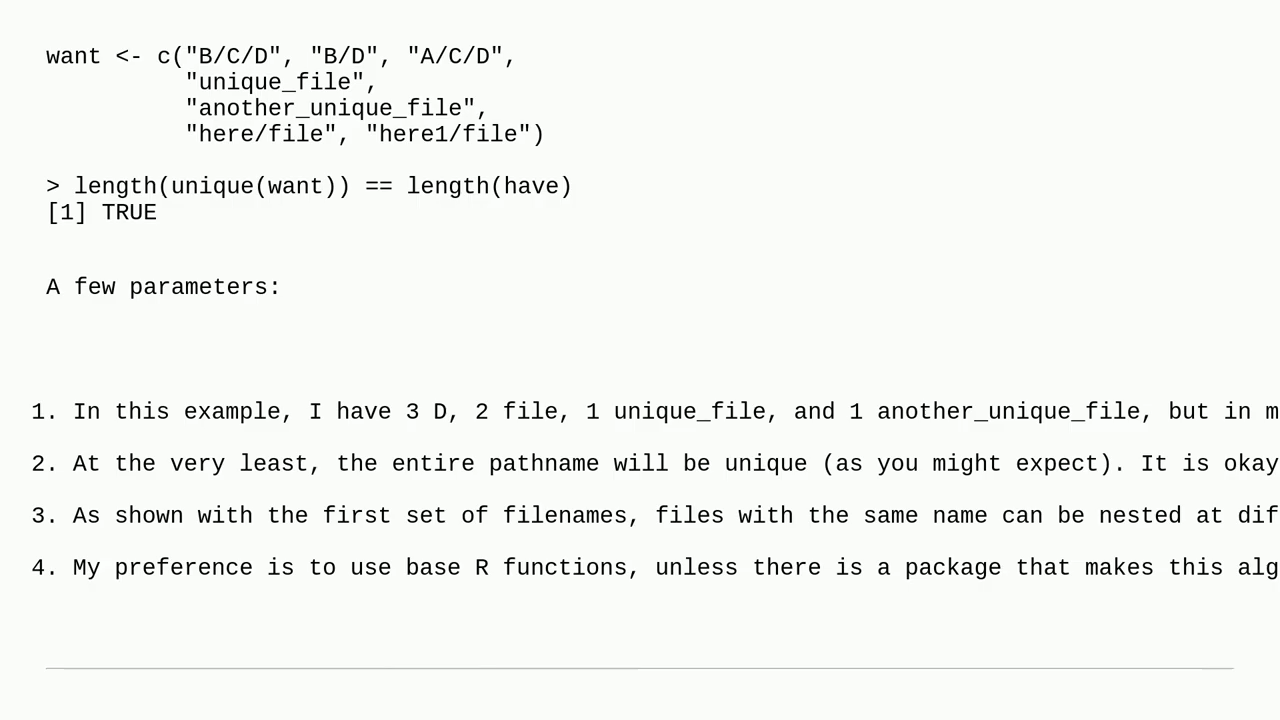 want <- c("B/C/D", "B/D", "A/C/D",
          "unique_file",
          "another_unique_file",
          "here/file", "here1/file")
> length(unique(want)) == length(have)
[1] TRUE
A few parameters:
1. In this example, I have 3 D, 2 file, 1 unique_file, and 1 another_unique_file, but in m
2. At the very least, the entire pathname will be unique (as you might expect). It is okay
3. As shown with the first set of filenames, files with the same name can be nested at dif
4. My preference is to use base R functions, unless there is a package that makes this alg